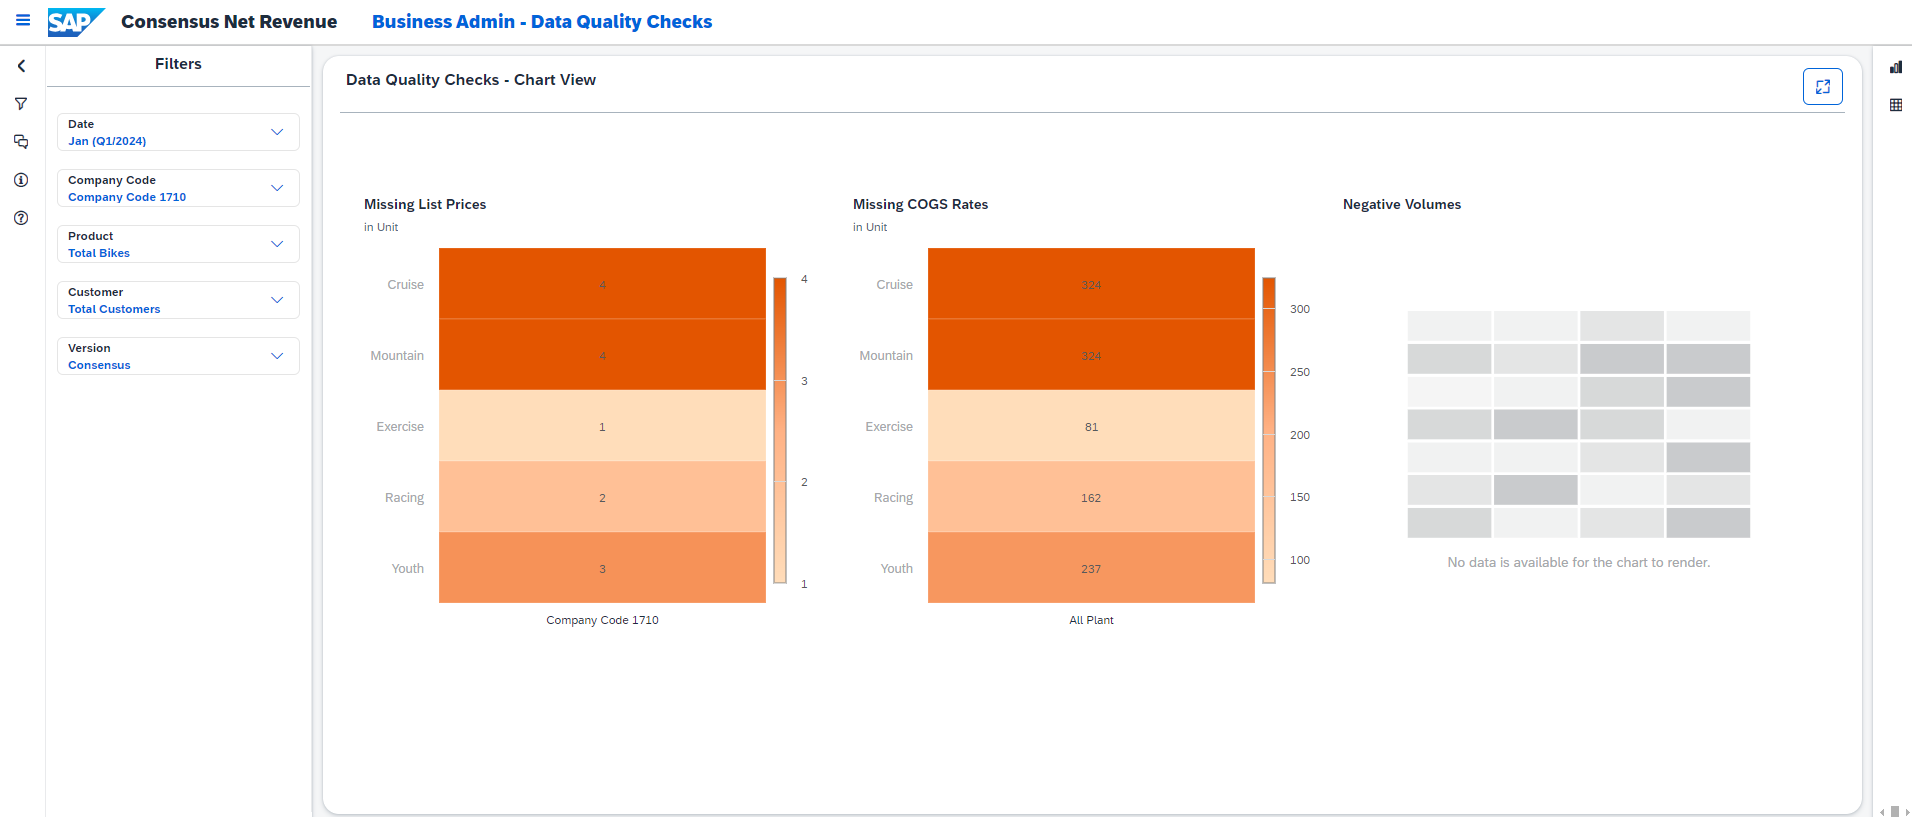 SAP Consensus Net Revenue Business Admin - Data Quality Checks
Filters
Date
Jan (Q1/2024)
Company Code
Company Code 1710
Product
Total Bikes
Customer
Total Customers
Version
Consensus
Data Quality Checks - Chart View
Missing List Prices
in Unit
Cruise 4
Mountain 4
Exercise 1
Racing 2
Youth 3
Company Code 1710
4
3
2
1
Missing COGS Rates
in Unit
Cruise 324
Mountain 324
Exercise 81
Racing 162
Youth 237
All Plant
300
250
200
150
100
Negative Volumes
No data is available for the chart to render.